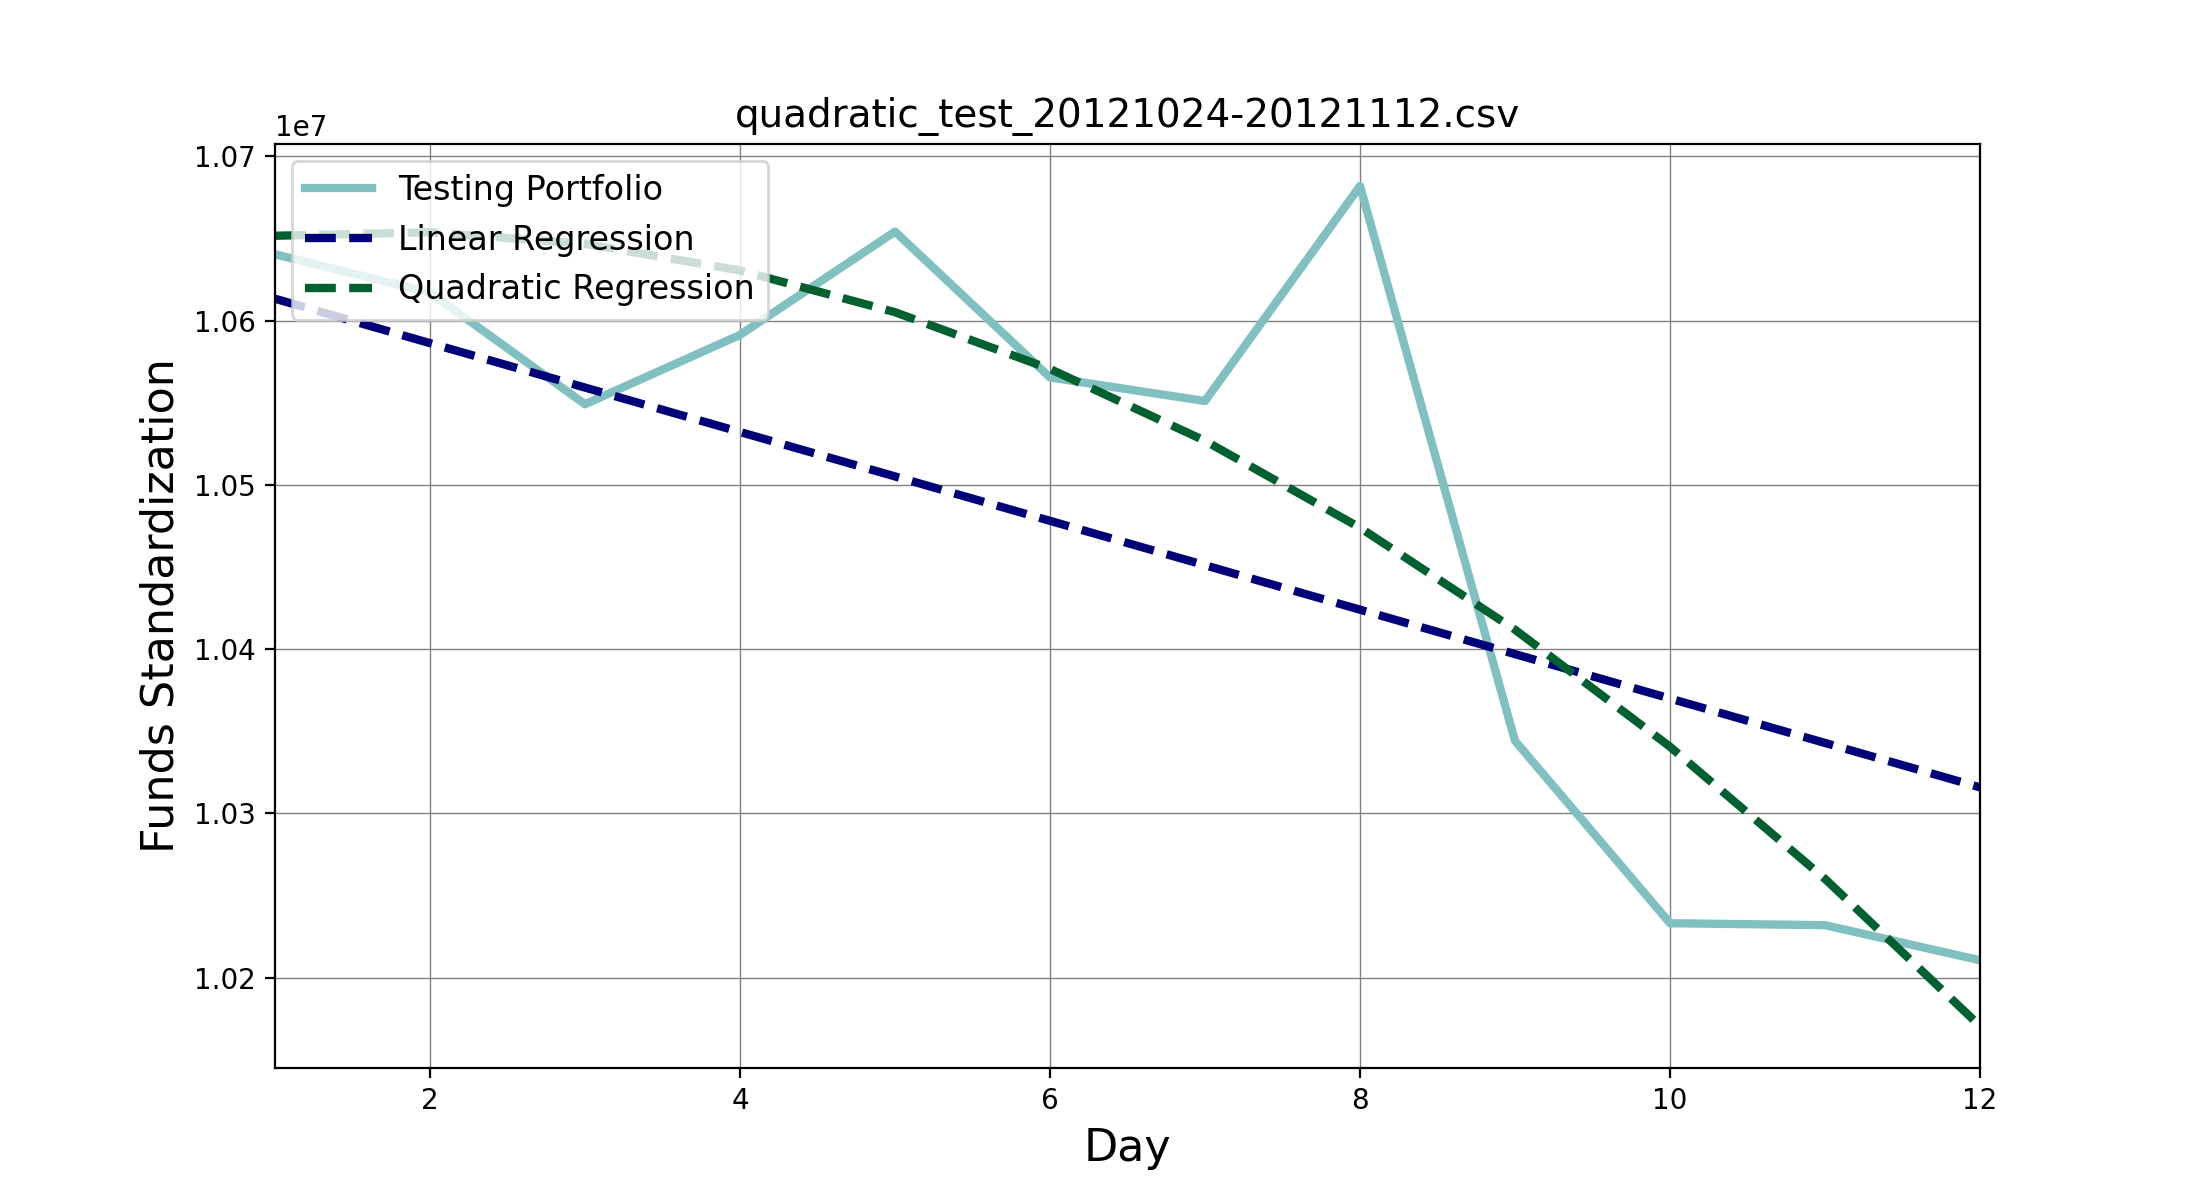 quadratic_test_20121024-20121112.csv
1e7
1.07
1.06
1.05
1.04
1.03
1.02
Funds Standardization
Testing Portfolio
Linear Regression
Quadratic Regression
2 4 6 8 10 12
Day